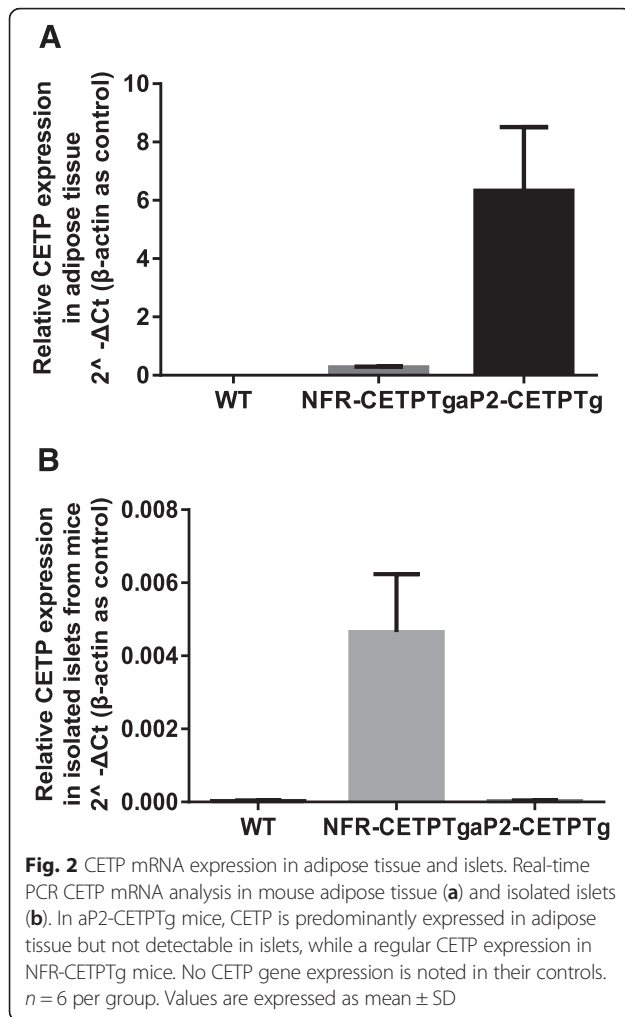 A
Relative CETP expression
in adipose tissue
2^ -ΔCt (β-actin as control)
10
8
6
4
2
0
WT NFR-CETPTgaP2-CETPTg
B
Relative CETP expression
in isolated islets from mice
2^ -ΔCt (β-actin as control)
0.008
0.006
0.004
0.002
0.000
WT NFR-CETPTgaP2-CETPTg
Fig. 2 CETP mRNA expression in adipose tissue and islets. Real-time
PCR CETP mRNA analysis in mouse adipose tissue (a) and isolated islets
(b). In aP2-CETPTg mice, CETP is predominantly expressed in adipose
tissue but not detectable in islets, while a regular CETP expression in
NFR-CETPTg mice. No CETP gene expression is noted in their controls.
n = 6 per group. Values are expressed as mean ± SD